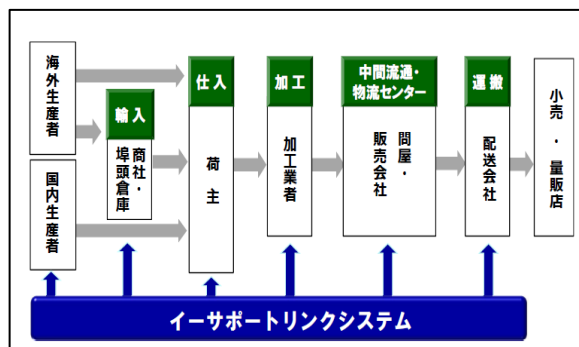 海外生産者
国内生産者
輸入
商社・
埠頭倉庫
仕入
荷主
加工
加工業者
中間流通・
物流センター
問屋・
販売会社
運搬
配送会社
小売・量販店
イーサポートリンクシステム